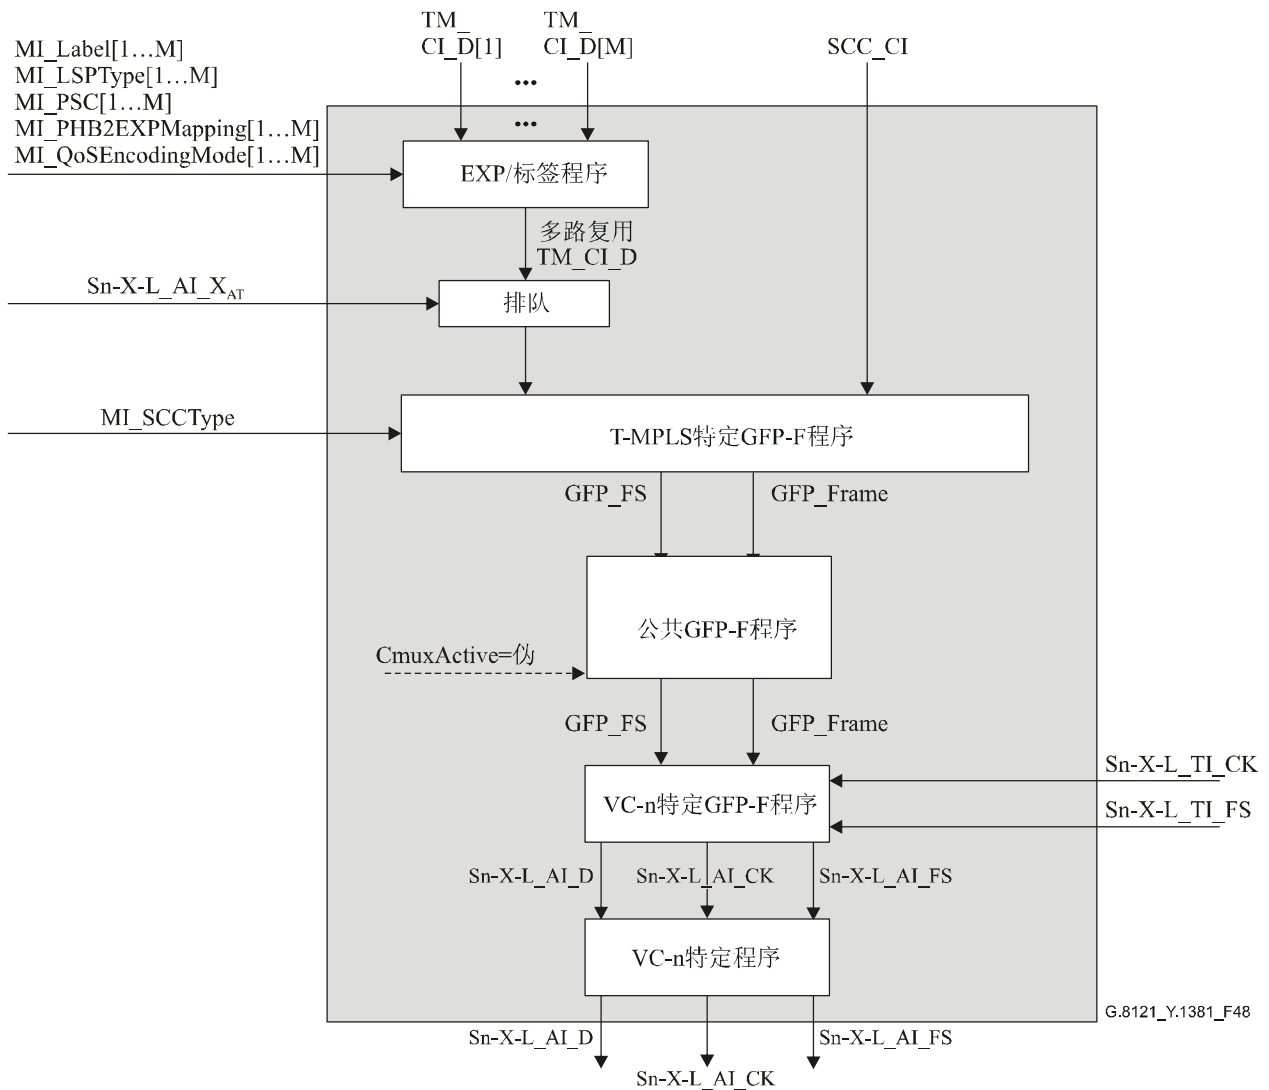 TM_
CI_D[1]
TM_
CI_D[M]
SCC_CI
MI_Label[1…M]
MI_LSPType[1…M]
MI_PSC[1…M]
MI_PHB2EXPMapping[1…M]
MI_QoSEncodingMode[1…M]
...
...
EXP/标签程序
多路复用
TM_CI_D
Sn-X-L_AI_X_AT
排队
MI_SCCType
T-MPLS特定GFP-F程序
GFP_FS
GFP_Frame
公共GFP-F程序
CmuxActive=伪
GFP_FS
GFP_Frame
Sn-X-L_TI_CK
VC-n特定GFP-F程序
Sn-X-L_TI_FS
Sn-X-L_AI_D
Sn-X-L_AI_CK
Sn-X-L_AI_FS
VC-n特定程序
G.8121_Y.1381_F48
Sn-X-L_AI_D
Sn-X-L_AI_FS
Sn-X-L_AI_CK